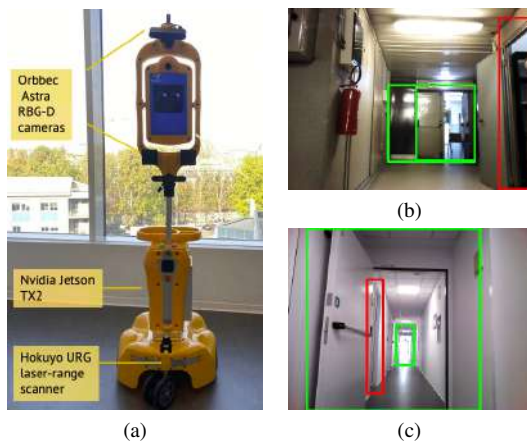 Orbbec
Astra
RBG-D
cameras
Nvidia Jetson
TX2
Hokuyo URG
laser-range
scanner
(a)
(b)
(c)